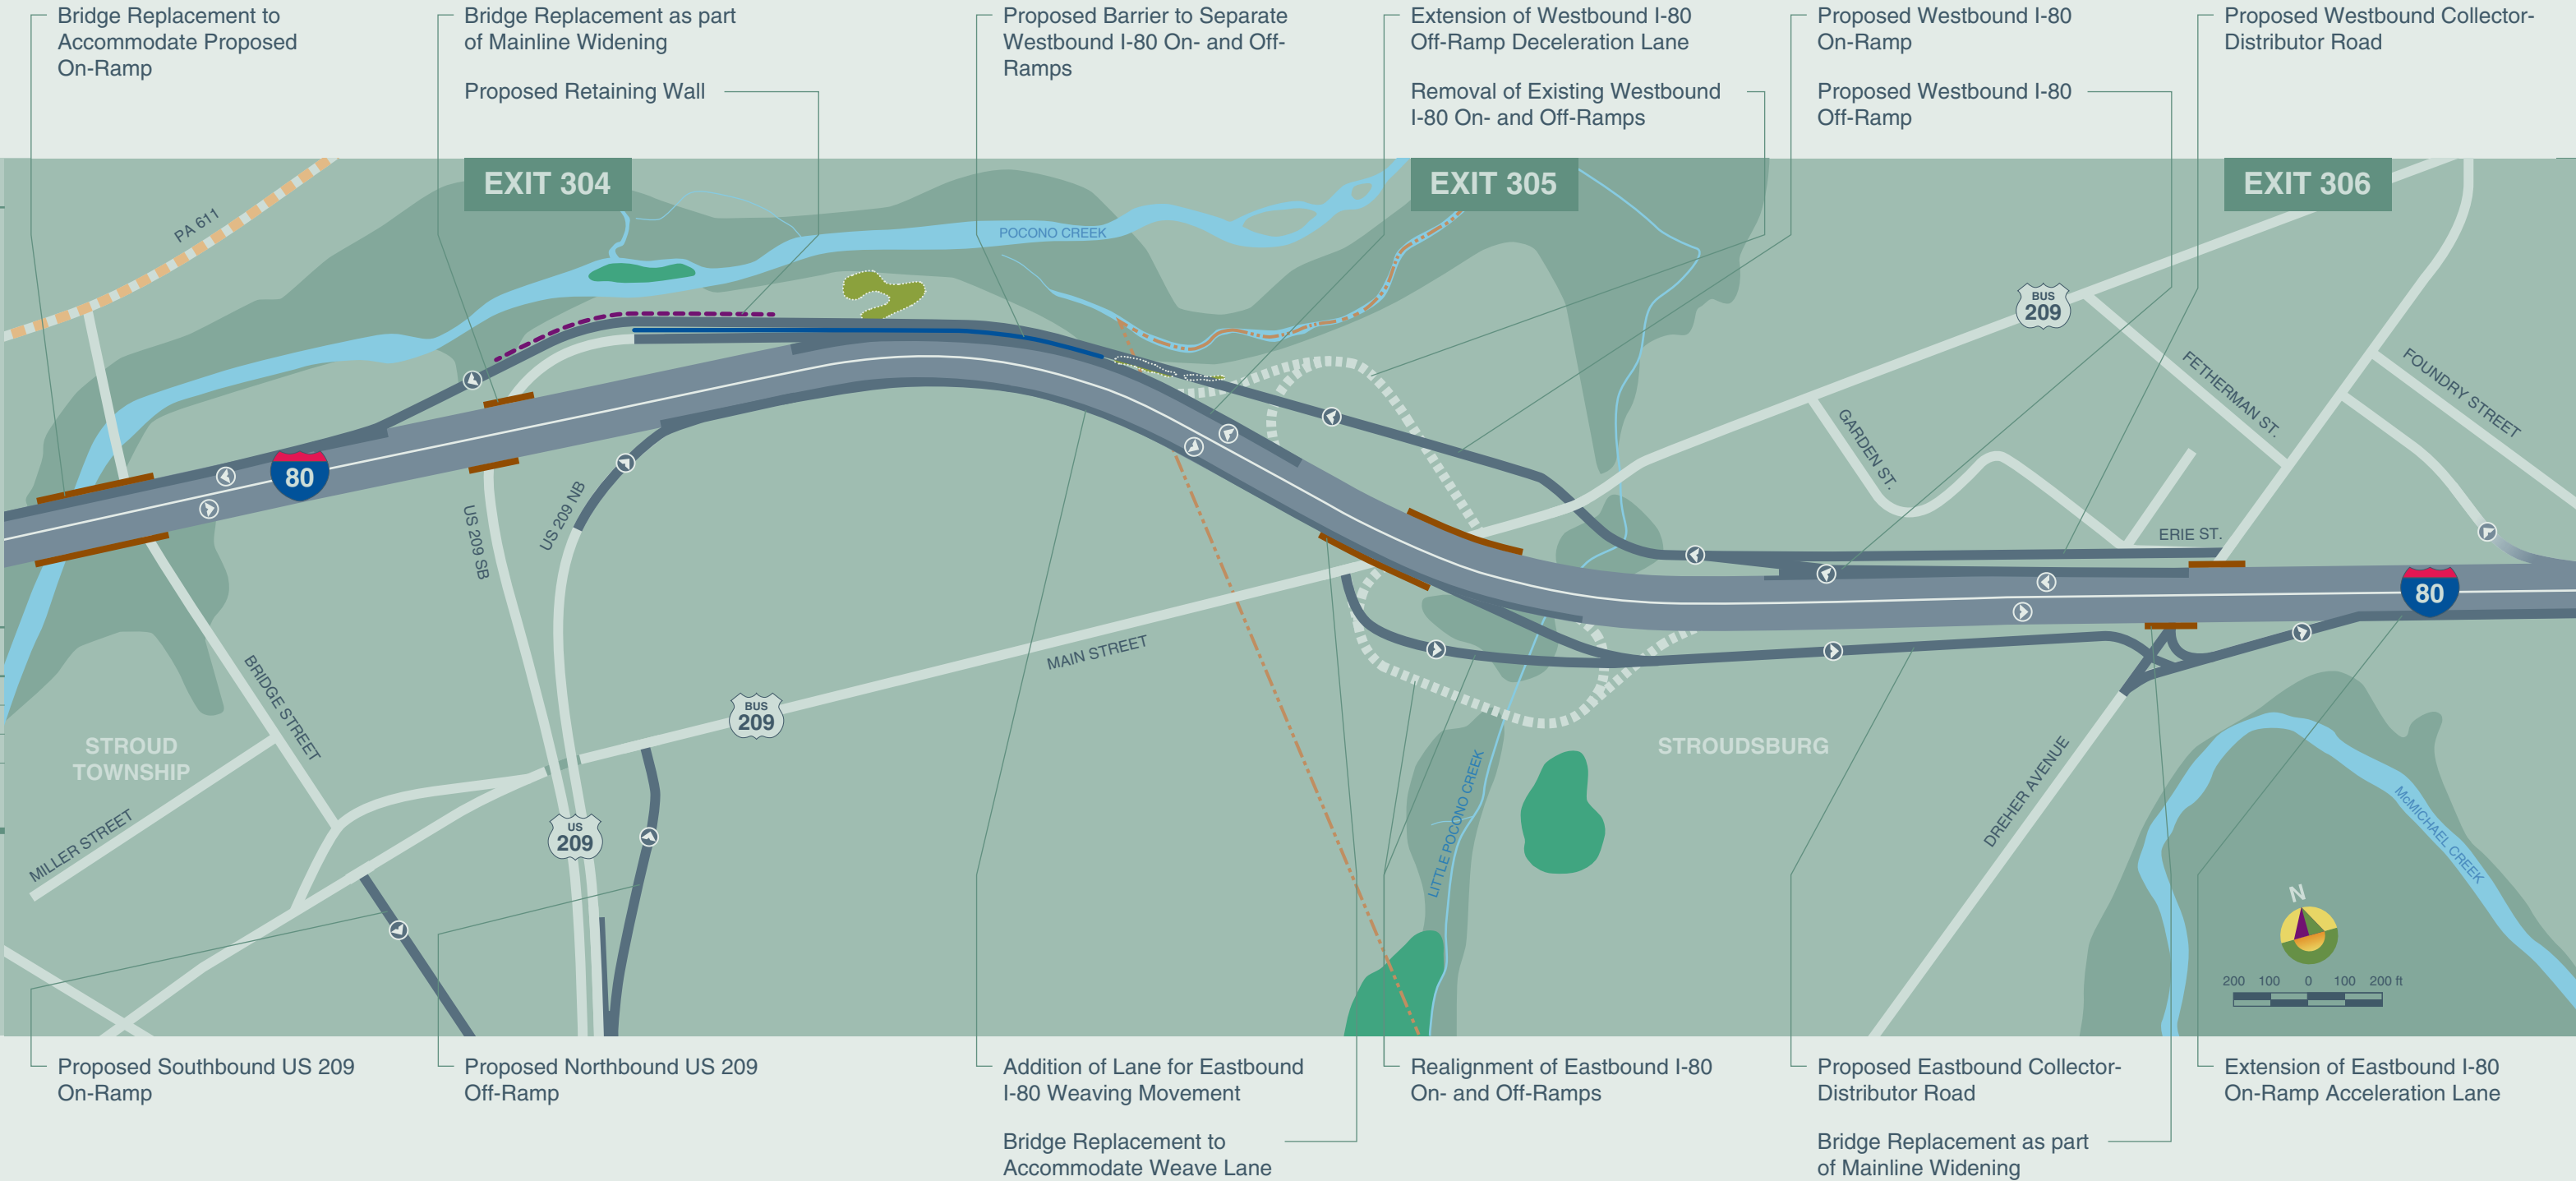 Bridge Replacement to
Accommodate Proposed
On-Ramp
Bridge Replacement as part
of Mainline Widening
Proposed Retaining Wall
Proposed Barrier to Separate
Westbound I-80 On- and Off-
Ramps
Extension of Westbound I-80
Off-Ramp Deceleration Lane
Removal of Existing Westbound
I-80 On- and Off-Ramps
Proposed Westbound I-80
On-Ramp
Proposed Westbound I-80
Off-Ramp
Proposed Westbound Collector-
Distributor Road
EXIT 304
EXIT 305
EXIT 306
PA 611
POCONO CREEK
BUS
209
FETHERMAN ST.
FOUNDRY STREET
GARDEN ST.
ERIE ST.
80
US 209 SB
US 209 NB
80
MAIN STREET
BRIDGE STREET
BUS
209
STROUD
TOWNSHIP
STROUDSBURG
MILLER STREET
US
209
LITTLE POCONO CREEK
DREHER AVENUE
McMICHAEL CREEK
N
200 100 0 100 200 ft
Proposed Southbound US 209
On-Ramp
Proposed Northbound US 209
Off-Ramp
Addition of Lane for Eastbound
I-80 Weaving Movement
Bridge Replacement to
Accommodate Weave Lane
Realignment of Eastbound I-80
On- and Off-Ramps
Proposed Eastbound Collector-
Distributor Road
Bridge Replacement as part
of Mainline Widening
Extension of Eastbound I-80
On-Ramp Acceleration Lane